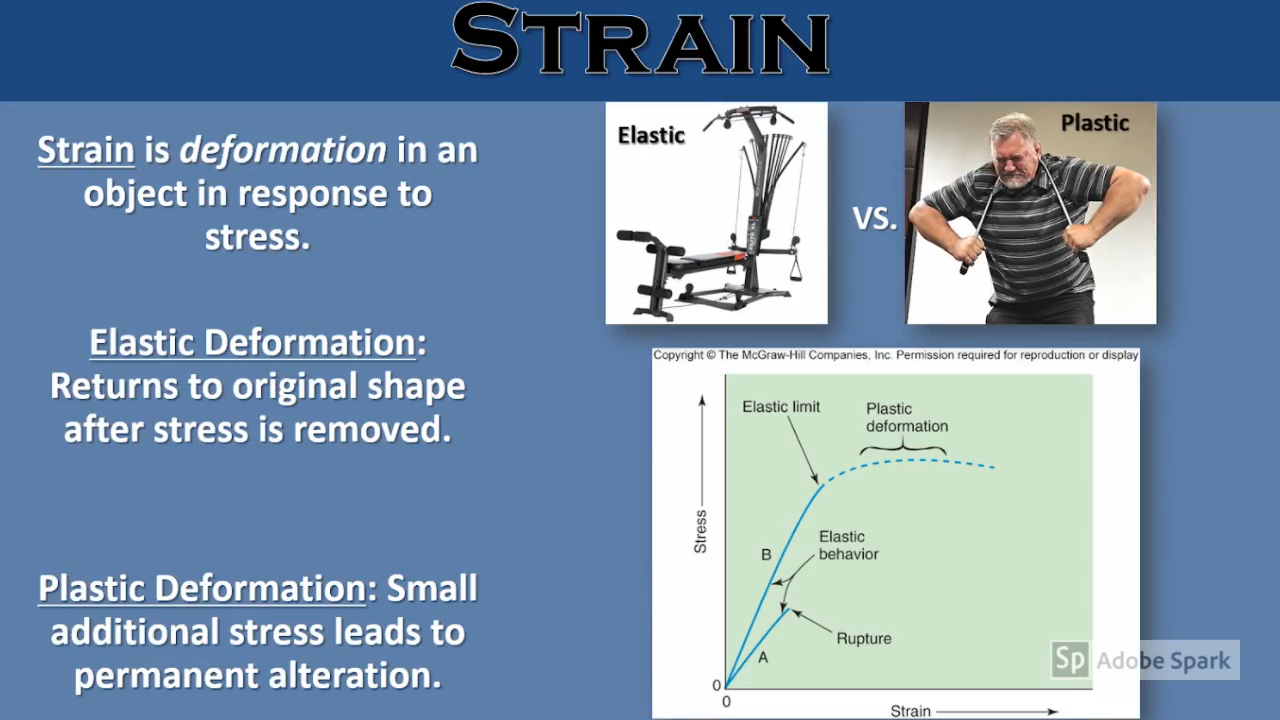 STRAIN
Strain is deformation in an
object in response to
stress.
Elastic Deformation:
Returns to original shape
after stress is removed.
Plastic Deformation: Small
additional stress leads to
permanent alteration.
Elastic
VS.
Plastic
Copyright © The McGraw-Hill Companies, Inc. Permission required for reproduction or display
Elastic limit
Plastic
deformation
Stress
B
Elastic
behavior
Rupture
A
0
0
Strain
Sp Adobe Spark